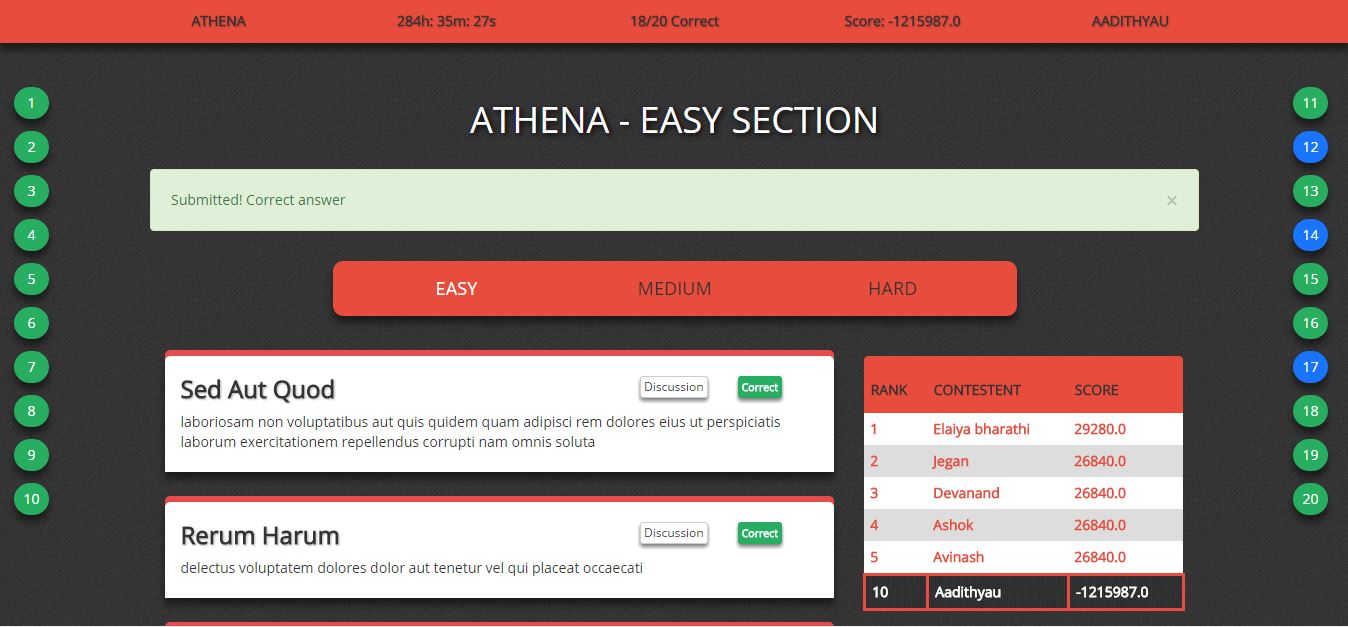 ATHENA 284h: 35m: 27s 18/20 Correct Score: -1215987.0 AADITHYAU
ATHENA - EASY SECTION
Submitted! Correct answer ×
EASY MEDIUM HARD
1
2
3
4
5
6
7
8
9
10
Sed Aut Quod Discussion Correct
laboriosam non voluptatibus aut quis quidem quam adipisci rem dolores eius ut perspiciatis
laborum exercitationem repellendus corrupti nam omnis soluta
Rerum Harum Discussion Correct
delectus voluptatem dolores dolor aut tenetur vel qui placeat occaecati
RANK CONTESTENT SCORE
1 Elaiya bharathi 29280.0
2 Jegan 26840.0
3 Devanand 26840.0
4 Ashok 26840.0
5 Avinash 26840.0
10 Aadithyau -1215987.0
11
12
13
14
15
16
17
18
19
20